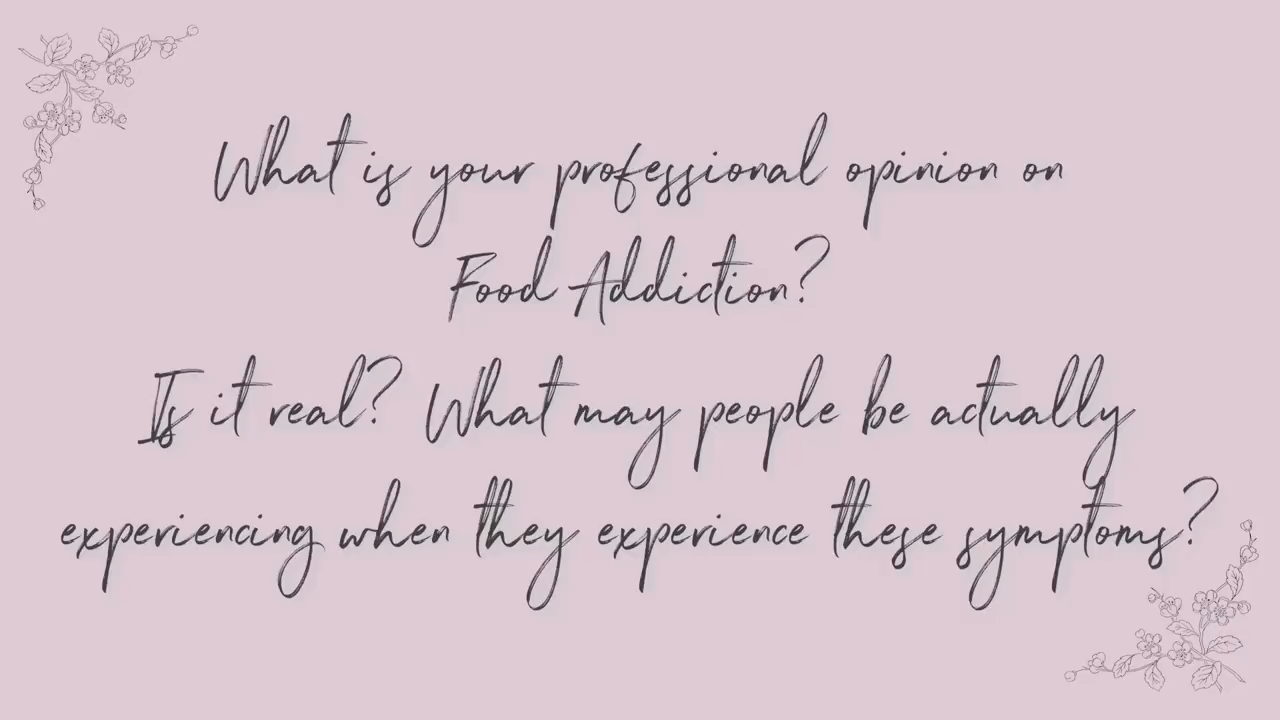 What is your professional opinion on
Food Addiction?
Is it real? What may people be actually
experiencing when they experience these symptoms?